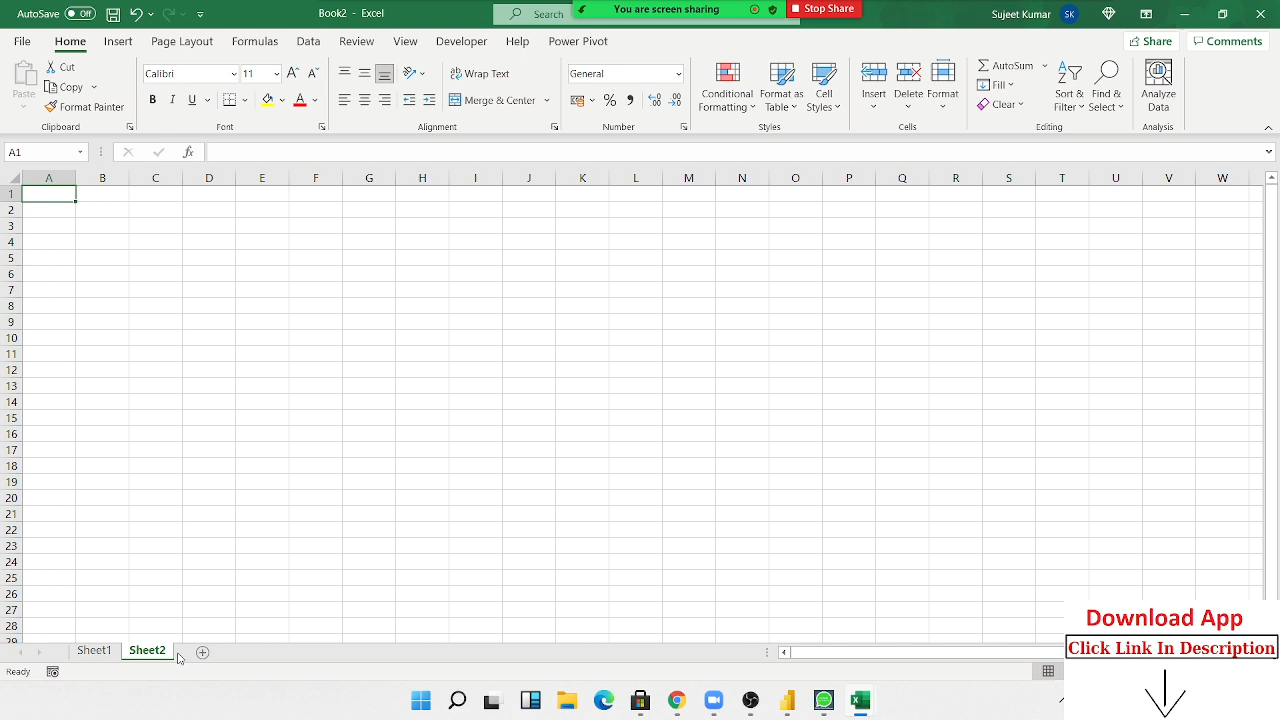 AutoSave Off Book2 - Excel Search You are screen sharing Stop Share Sujeet Kumar SK
File Home Insert Page Layout Formulas Data Review View Developer Help Power Pivot Share Comments
Paste Cut Copy Format Painter Clipboard
Calibri 11 B I U A Font
Wrap Text Merge & Center Alignment
General % Number
Conditional Formatting Format as Table Cell Styles Styles
Insert Delete Format Cells
AutoSum Fill Clear Sort & Filter Find & Select Editing
Analyze Data Analysis
A1 fx
A B C D E F G H I J K L M N O P Q R S T U V W
1
2
3
4
5
6
7
8
9
10
11
12
13
14
15
16
17
18
19
20
21
22
23
24
25
26
27
28
29
Sheet1 Sheet2
Ready
Download App
Click Link In Description